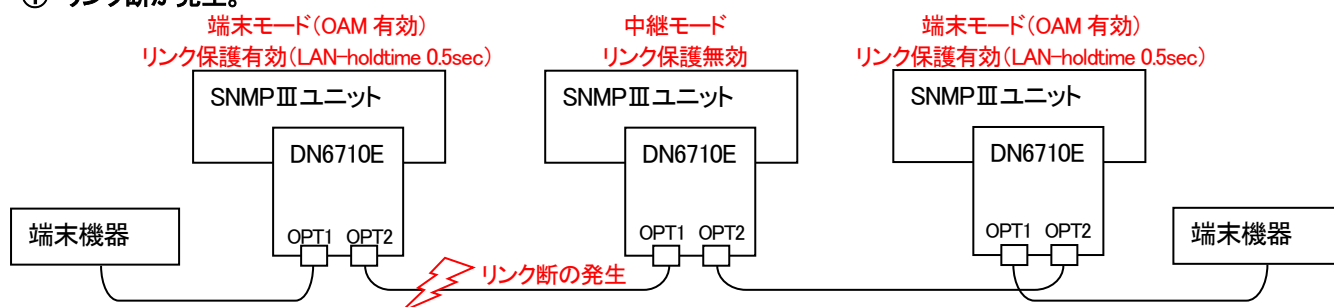 ① リンク断が発生。
端末モード(OAM 有効)
リンク保護有効(LAN-holdtime 0.5sec)
中継モード
リンク保護無効
端末モード(OAM 有効)
リンク保護有効(LAN-holdtime 0.5sec)
SNMPⅢユニット
SNMPⅢユニット
SNMPⅢユニット
DN6710E
DN6710E
DN6710E
端末機器
OPT1 OPT2
OPT1 OPT2
OPT1 OPT2
端末機器
リンク断の発生